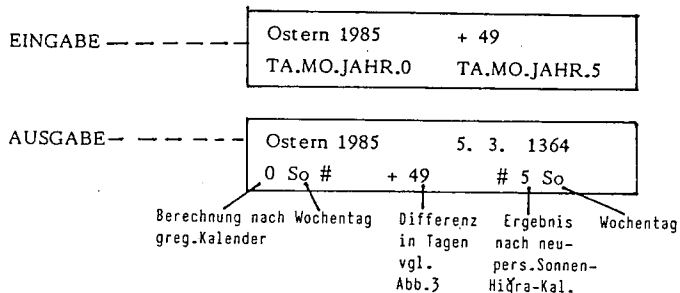 EINGABE
Ostern 1985 + 49
TA.MO.JAHR.0 TA.MO.JAHR.5
AUSGABE
Ostern 1985 5. 3. 1364
0 So # + 49 # 5 So
Berechnung nach greg.Kalender
Wochentag
Differenz in Tagen vgl. Abb.3
Ergebnis nach neu-pers.Sonnen-Hiğra-Kal.
Wochentag